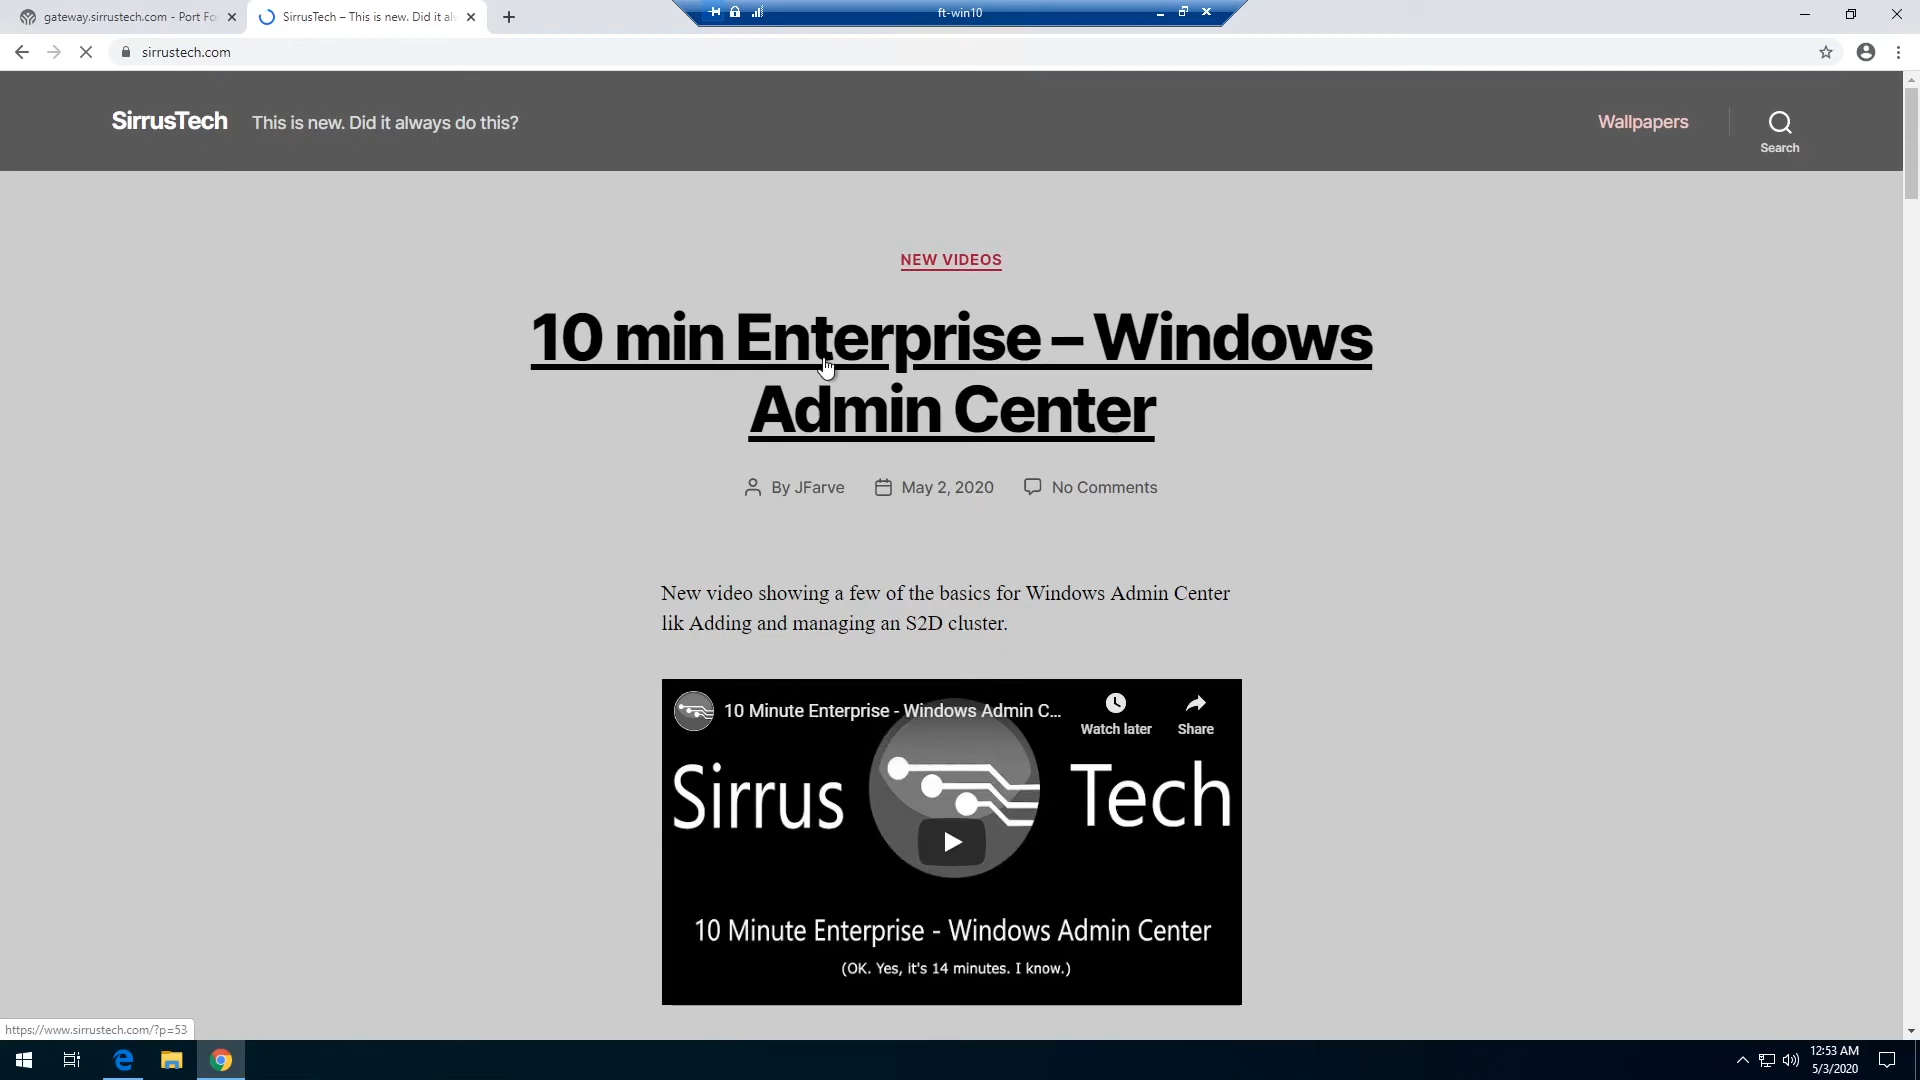 gateway.sirrustech.com - Port Fo
SirrusTech – This is new. Did it al
ft-win10
sirrustech.com
SirrusTech
This is new. Did it always do this?
Wallpapers
Search
NEW VIDEOS
10 min Enterprise – Windows
Admin Center
By JFarve
May 2, 2020
No Comments
New video showing a few of the basics for Windows Admin Center
lik Adding and managing an S2D cluster.
10 Minute Enterprise - Windows Admin C...
Watch later
Share
Sirrus Tech
10 Minute Enterprise - Windows Admin Center
(OK. Yes, it's 14 minutes. I know.)
https://www.sirrustech.com/?p=53
12:53 AM
5/3/2020